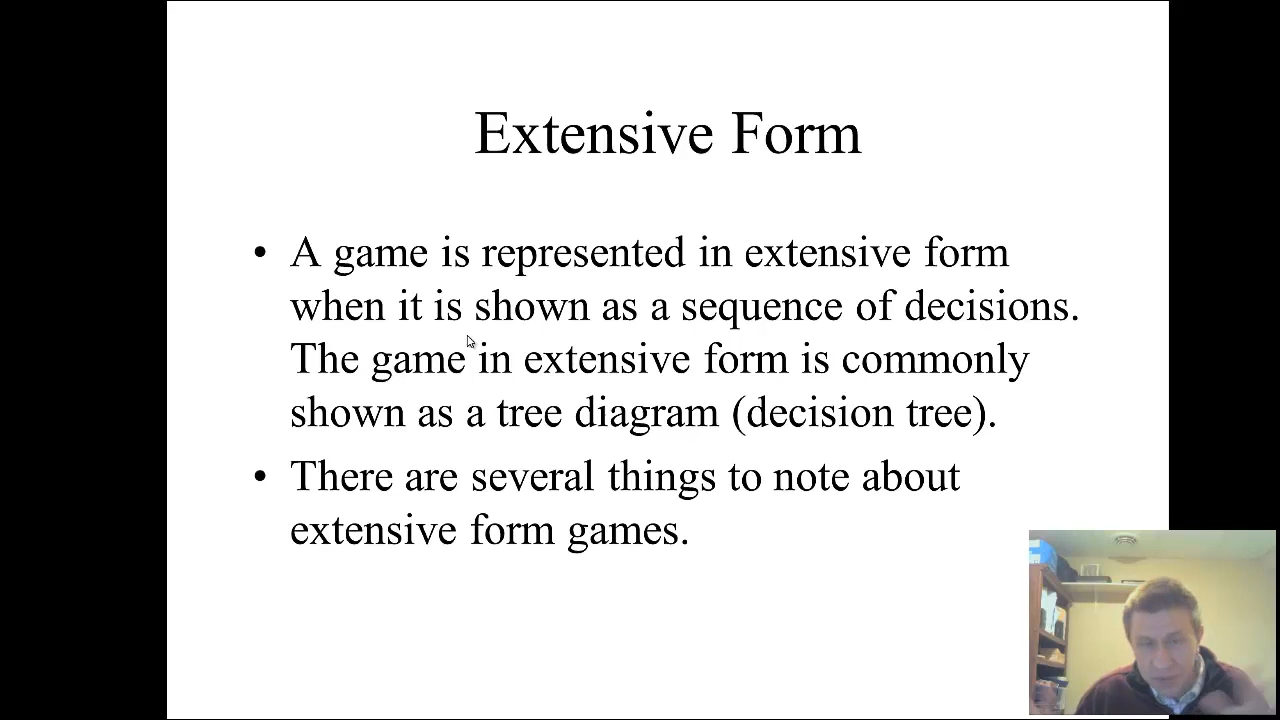 Extensive Form
• A game is represented in extensive form
when it is shown as a sequence of decisions.
The game in extensive form is commonly
shown as a tree diagram (decision tree).
• There are several things to note about
extensive form games.